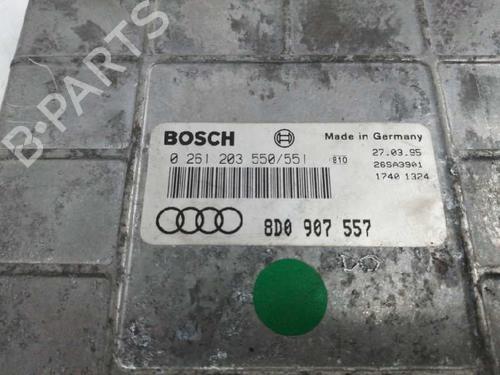 BOSCH
Made in Germany
0 261 203 550/551
810
27.03.95
26SA3901
1740 1324
8D0 907 557
B-PARTS